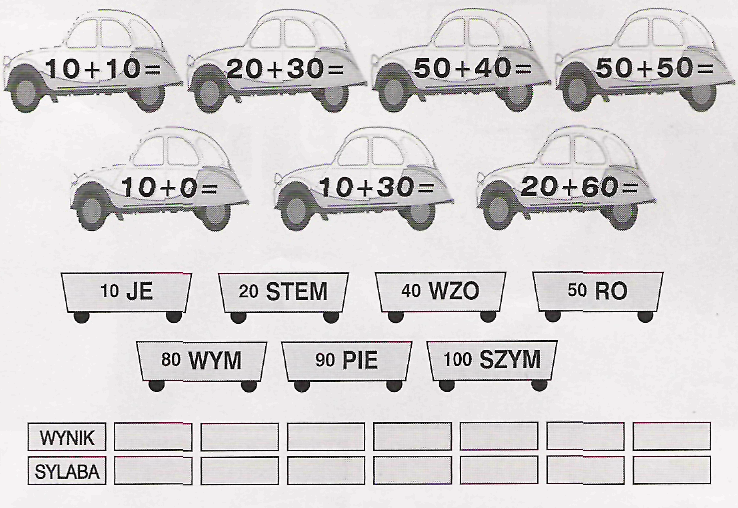 10+10= 20+30= 50+40= 50+50=
10+0= 10+30= 20+60=
10 JE 20 STEM 40 WZO 50 RO
80 WYM 90 PIE 100 SZYM
WYNIK
SYLABA